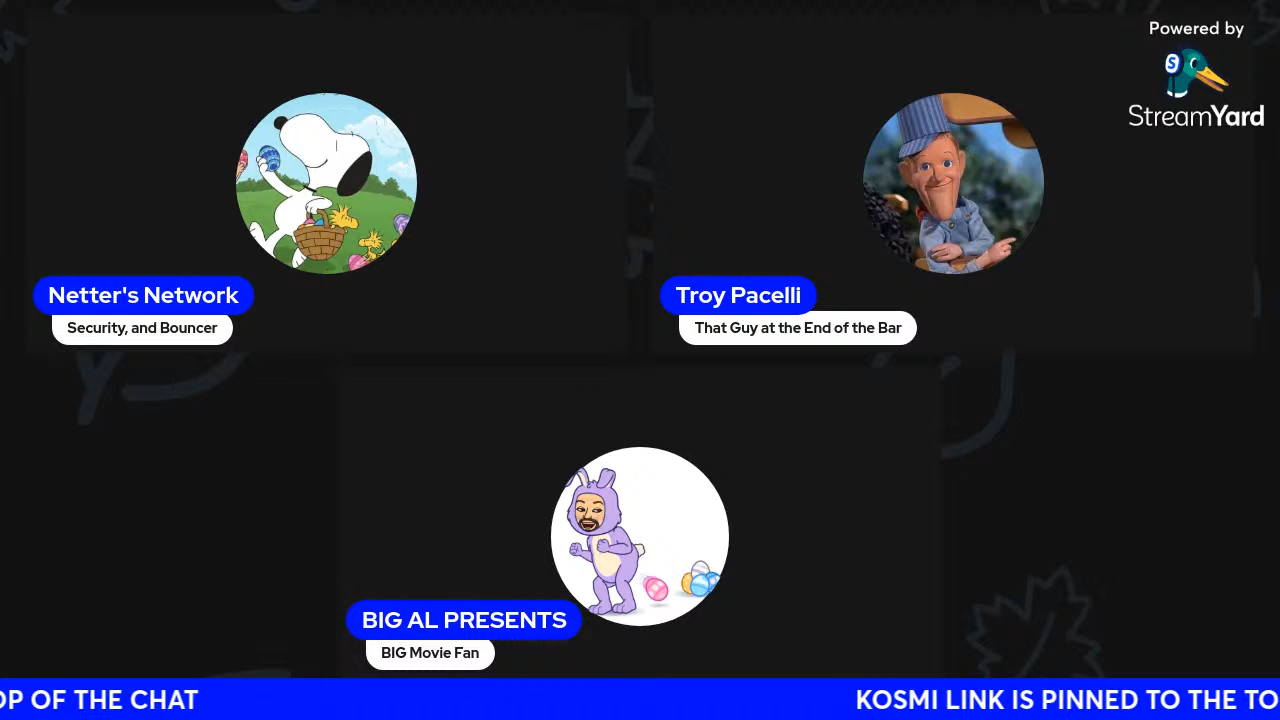 Powered by
StreamYard
Netter's Network
Security, and Bouncer
Troy Pacelli
That Guy at the End of the Bar
BIG AL PRESENTS
BIG Movie Fan
OP OF THE CHAT
KOSMI LINK IS PINNED TO THE TO